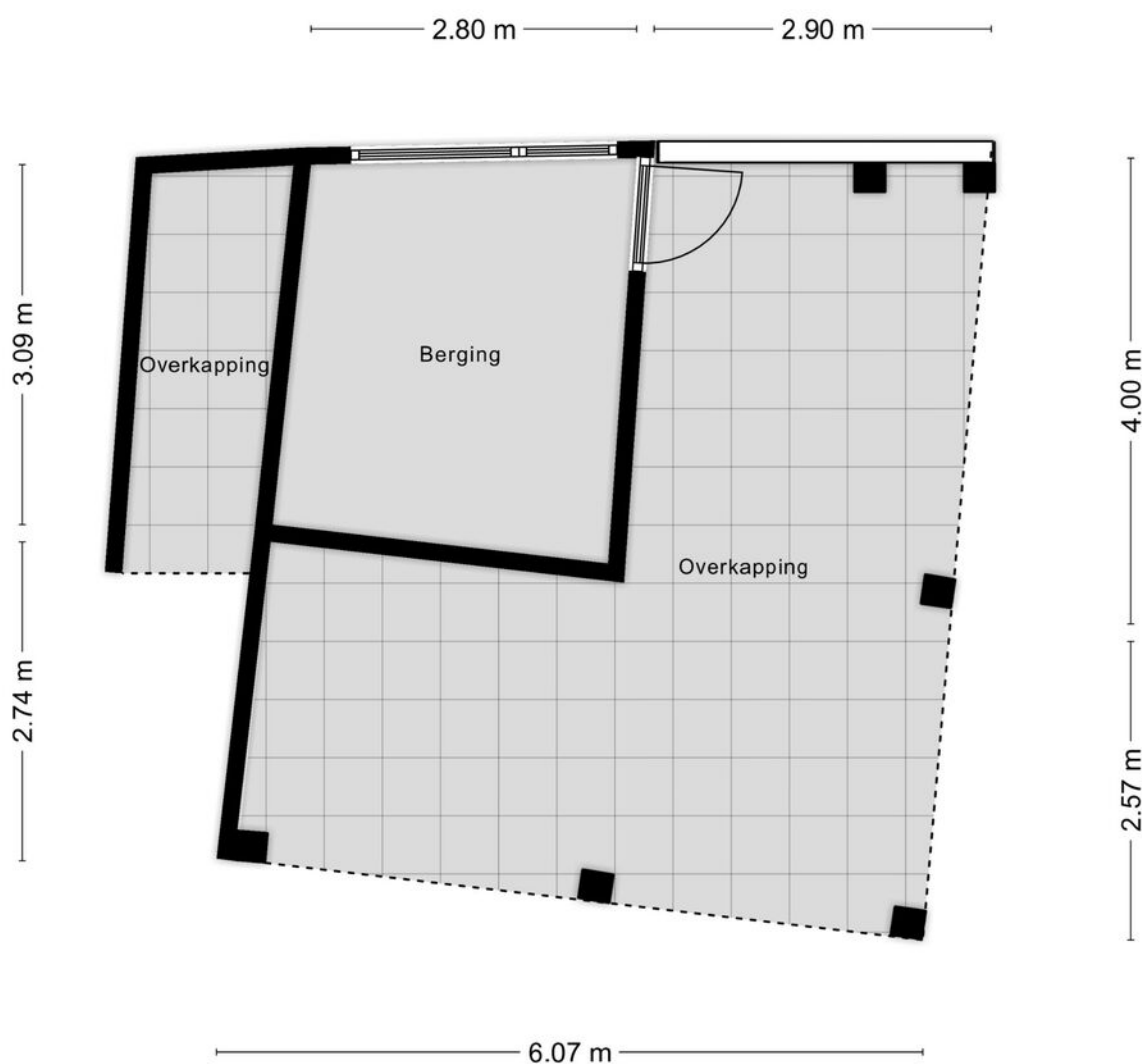 2.80 m
2.90 m
3.09 m
Overkapping
Berging
4.00 m
Overkapping
2.74 m
2.57 m
6.07 m